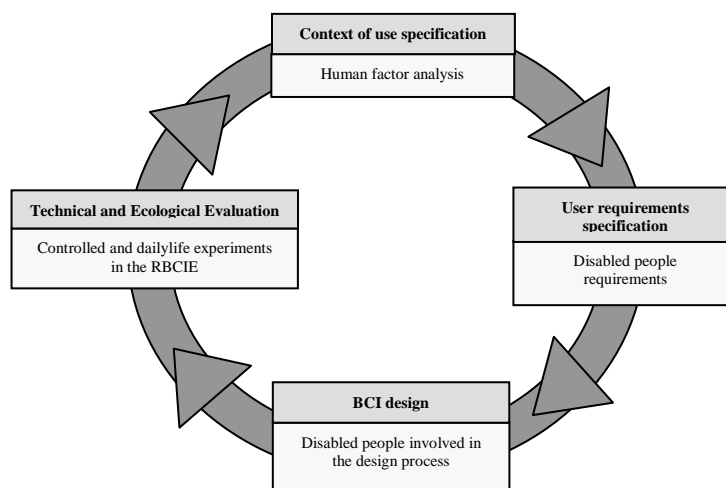 Context of use specification
Human factor analysis
User requirements
specification
Disabled people
requirements
BCI design
Disabled people involved in
the design process
Technical and Ecological Evaluation
Controlled and dailylife experiments
in the RBCIE